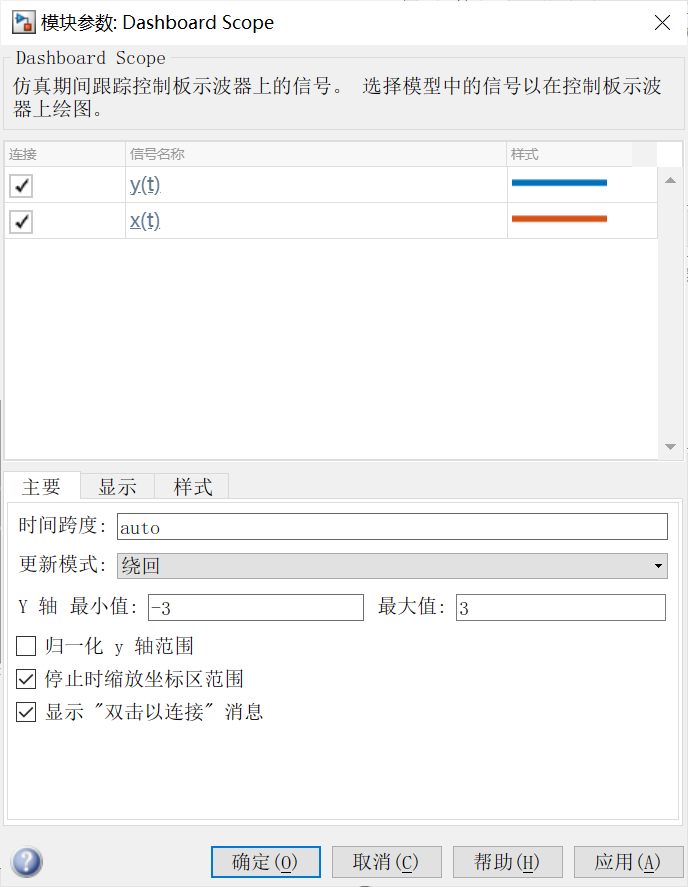 模块参数: Dashboard Scope
Dashboard Scope
仿真期间跟踪控制板示波器上的信号。 选择模型中的信号以在控制板示波
器上绘图。
连接 信号名称 样式
y(t)
x(t)
主要 显示 样式
时间跨度: auto
更新模式: 绕回
Y 轴 最小值: -3 最大值: 3
归一化 y 轴范围
停止时缩放坐标区范围
显示 "双击以连接" 消息
确定(O) 取消(C) 帮助(H) 应用(A)